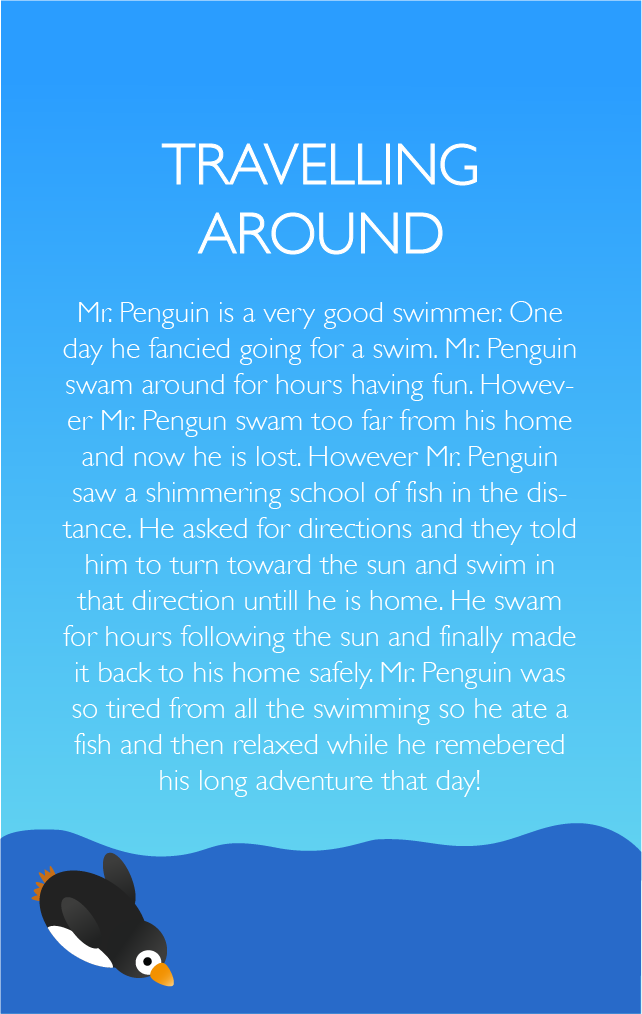 TRAVELLING
AROUND
Mr. Penguin is a very good swimmer. One
day he fancied going for a swim. Mr. Penguin
swam around for hours having fun. Howev-
er Mr. Pengun swam too far from his home
and now he is lost. However Mr. Penguin
saw a shimmering school of fish in the dis-
tance. He asked for directions and they told
him to turn toward the sun and swim in
that direction untill he is home. He swam
for hours following the sun and finally made
it back to his home safely. Mr. Penguin was
so tired from all the swimming so he ate a
fish and then relaxed while he remebered
his long adventure that day!